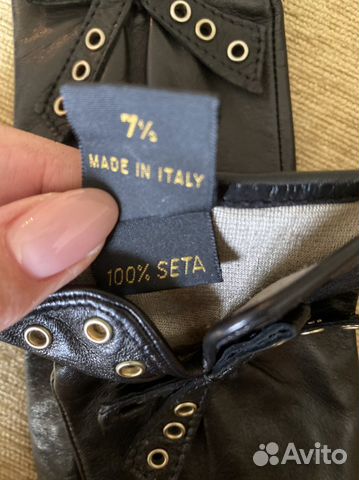 7½
MADE IN ITALY
100% SETA
Avito